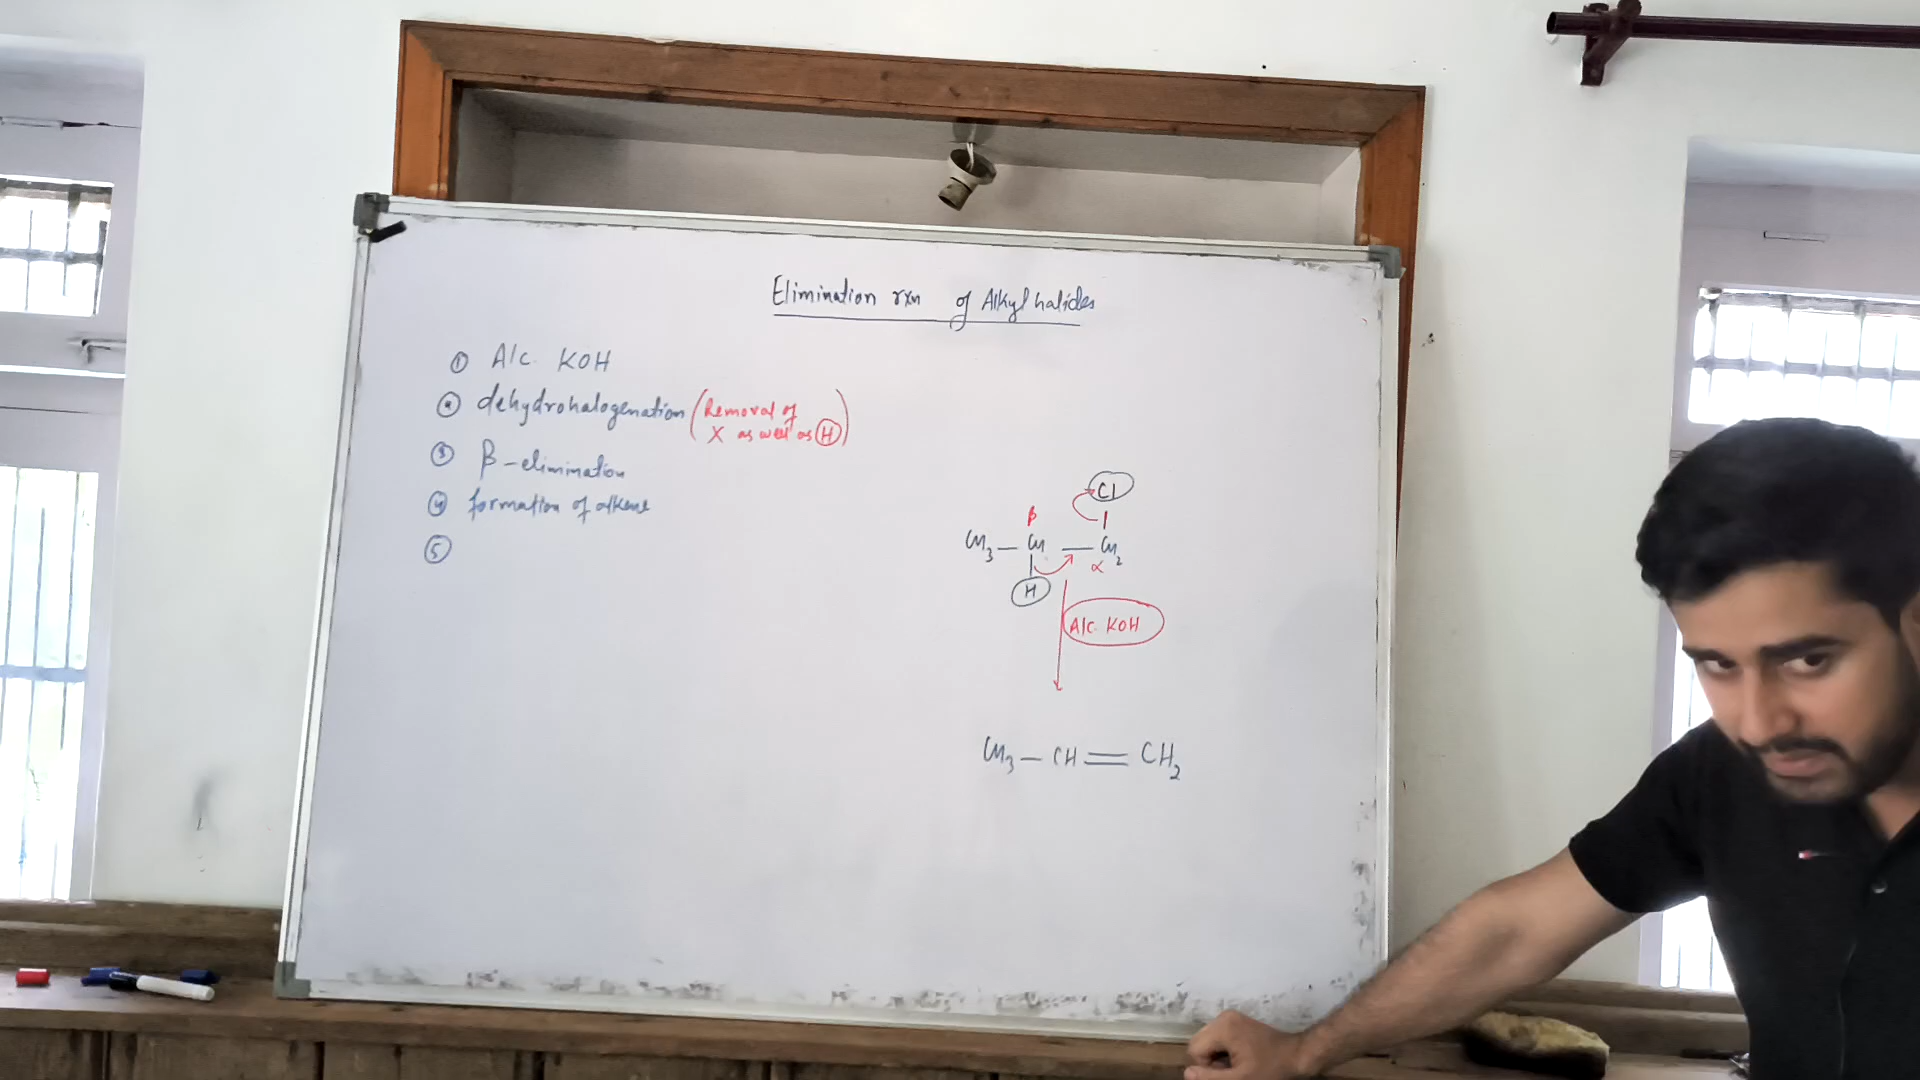 Elimination rxn of Alkyl halides
① Alc. KOH
② dehydrohalogenation (Removal of
X as well as Ⓗ)
③ β-elimination
④ formation of alkene
⑤
Cl
β
CH₃ — CH — CH₂
α
H
Alc. KOH
CH₃ — CH = CH₂